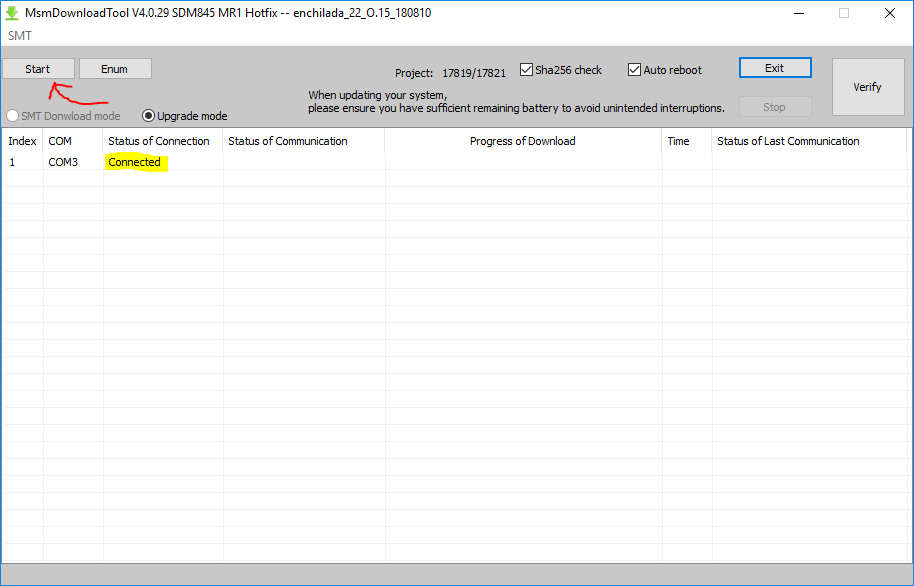 MsmDownloadTool V4.0.29 SDM845 MR1 Hotfix -- enchilada_22_O.15_180810
SMT
Start
Enum
Project: 17819/17821
Sha256 check
Auto reboot
Exit
Verify
When updating your system,
please ensure you have sufficient remaining battery to avoid unintended interruptions.
Stop
SMT Donwload mode
Upgrade mode
Index COM Status of Connection Status of Communication Progress of Download Time Status of Last Communication
1 COM3 Connected